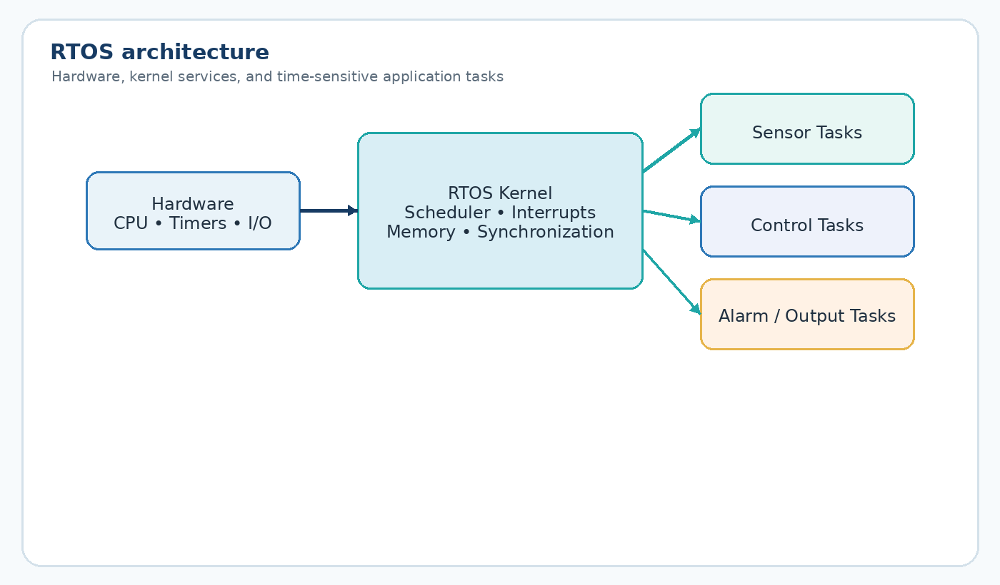 RTOS architecture
Hardware, kernel services, and time-sensitive application tasks
Hardware
CPU • Timers • I/O
RTOS Kernel
Scheduler • Interrupts
Memory • Synchronization
Sensor Tasks
Control Tasks
Alarm / Output Tasks